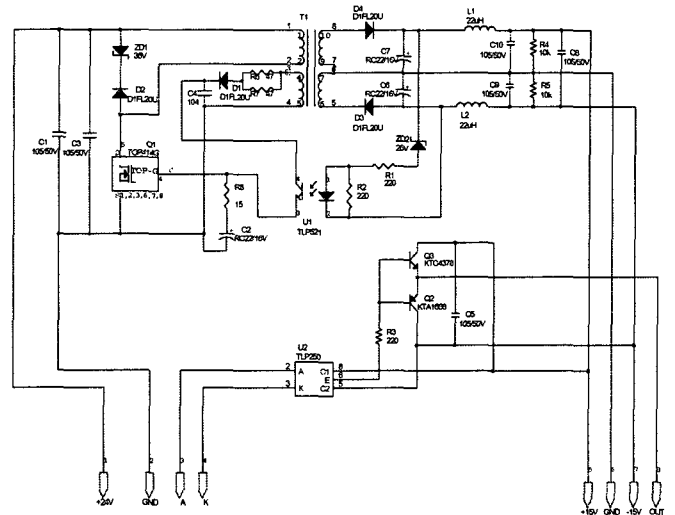 T1
D4
D1FL20U
L1
22uH
ZD1
36V
C7
RC22/16V
C10
105/50V
R4
10k
C8
105/50V
D2
D1FL20U
C4
104
D1
D1FL20U
R6
R7
C6
RC22/16V
C9
105/50V
R5
10k
D3
D1FL20U
L2
22uH
C1
105/50V
C3
105/50V
Q1
TOP414G
TOP-G
1,2,3,6,7,8
ZD2
R1
220
R2
220
R8
15
U1
TLP521
C2
RC22/16V
Q3
KTC4378
Q2
C5
105/50V
R3
220
U2
TLP250
A
K
C1
E
C2
2
3
8
6
5
+24V
GND
A
K
+15V
GND
-15V
OUT